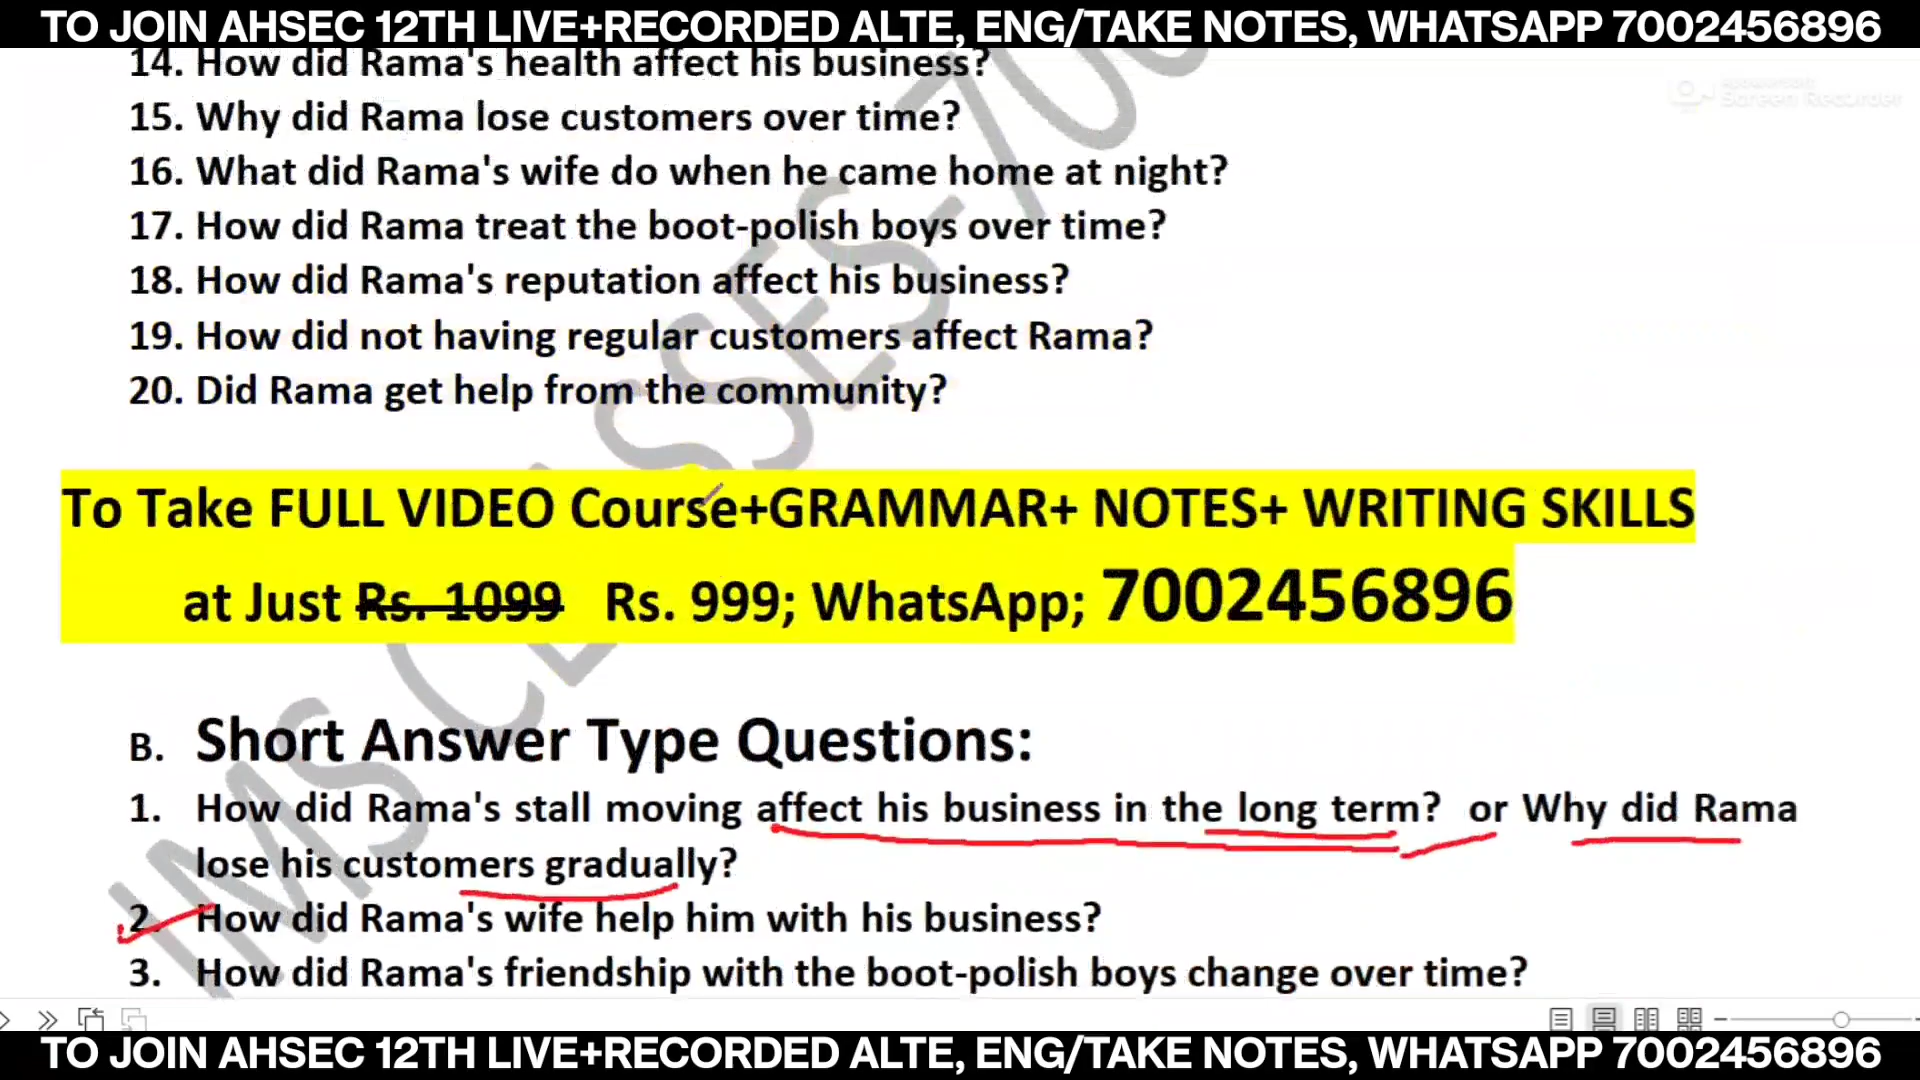 TO JOIN AHSEC 12TH LIVE+RECORDED ALTE, ENG/TAKE NOTES, WHATSAPP 7002456896
14. How did Rama's health affect his business?
15. Why did Rama lose customers over time?
16. What did Rama's wife do when he came home at night?
17. How did Rama treat the boot-polish boys over time?
18. How did Rama's reputation affect his business?
19. How did not having regular customers affect Rama?
20. Did Rama get help from the community?
To Take FULL VIDEO Course+GRAMMAR+ NOTES+ WRITING SKILLS
at Just Rs. 1099 Rs. 999; WhatsApp; 7002456896
B. Short Answer Type Questions:
1. How did Rama's stall moving affect his business in the long term? or Why did Rama
lose his customers gradually?
2. How did Rama's wife help him with his business?
3. How did Rama's friendship with the boot-polish boys change over time?
TO JOIN AHSEC 12TH LIVE+RECORDED ALTE, ENG/TAKE NOTES, WHATSAPP 7002456896
Screen Recorder